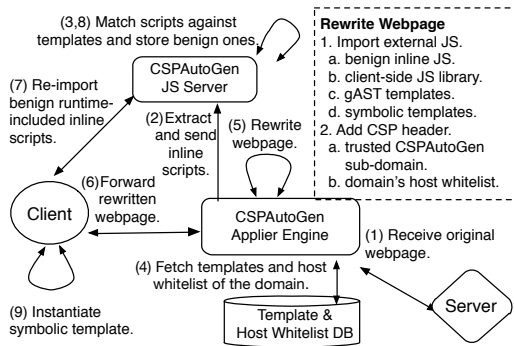 (3,8) Match scripts against
templates and store benign ones.
CSPAutoGen
JS Server
(7) Re-import
benign runtime-
included inline
scripts.
(2) Extract
and send
inline
scripts.
(5) Rewrite
webpage.
(6) Forward
rewritten
webpage.
Client
CSPAutoGen
Applier Engine
(1) Receive original
webpage.
(4) Fetch templates and host
whitelist of the domain.
Template &
Host Whitelist DB
Server
(9) Instantiate
symbolic template.
Rewrite Webpage
1. Import external JS.
a. benign inline JS.
b. client-side JS library.
c. gAST templates.
d. symbolic templates.
2. Add CSP header.
a. trusted CSPAutoGen
sub-domain.
b. domain's host whitelist.